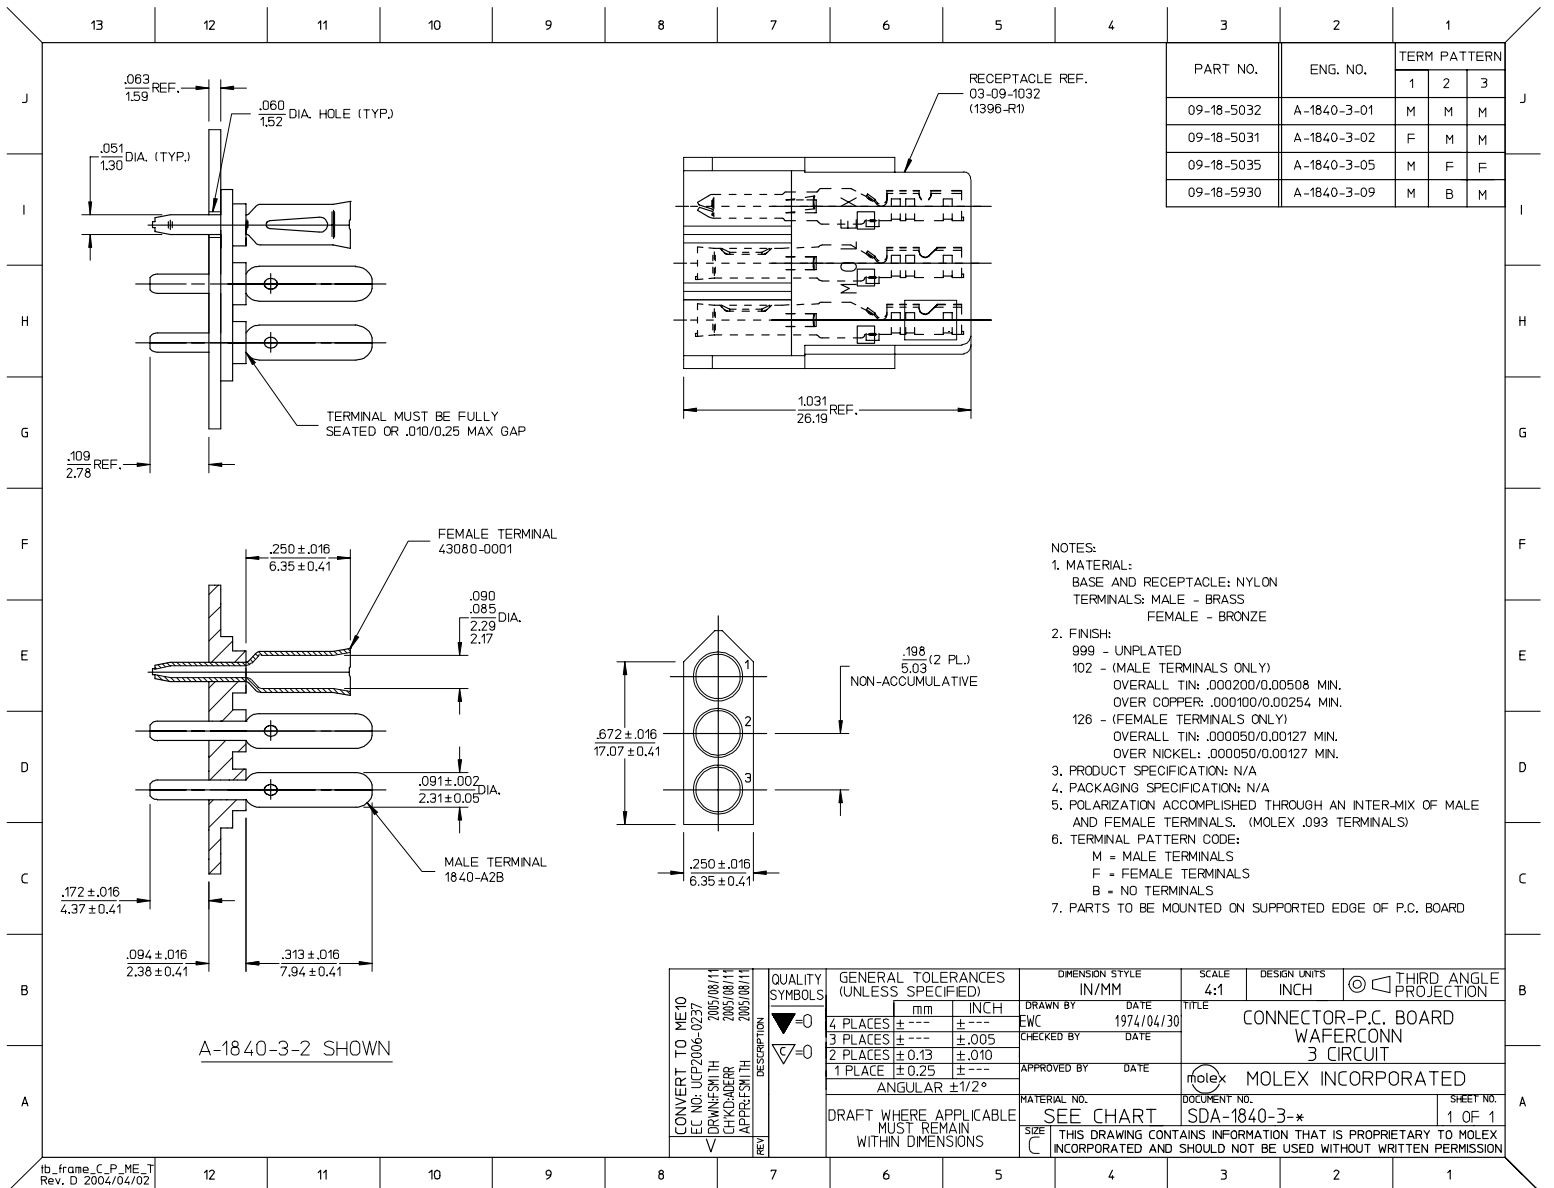 13 12 11 10 9 8 7 6 5 4 3 2 1
J
I
H
G
F
E
D
C
B
A
.063
1.59 REF.
.060
1.52 DIA. HOLE (TYP.)
.051
1.30 DIA. (TYP.)
TERMINAL MUST BE FULLY
SEATED OR .010/0.25 MAX GAP
.109
2.78 REF.
RECEPTACLE REF.
03-09-1032
(1396-R1)
MOLEX
1.031
26.19 REF.
PART NO. ENG. NO. TERM PATTERN
1 2 3
09-18-5032 A-1840-3-01 M M M
09-18-5031 A-1840-3-02 F M M
09-18-5035 A-1840-3-05 M F F
09-18-5930 A-1840-3-09 M B M
FEMALE TERMINAL
43080-0001
.250±.016
6.35±0.41
.090
.085
2.29
2.17 DIA.
.091±.002
2.31±0.05 DIA.
MALE TERMINAL
1840-A2B
.172±.016
4.37±0.41
.094±.016
2.38±0.41
.313±.016
7.94±0.41
A-1840-3-2 SHOWN
1
2
3
.198
5.03 (2 PL.)
NON-ACCUMULATIVE
.672±.016
17.07±0.41
.250±.016
6.35±0.41
NOTES:
1. MATERIAL:
BASE AND RECEPTACLE: NYLON
TERMINALS: MALE - BRASS
FEMALE - BRONZE
2. FINISH:
999 - UNPLATED
102 - (MALE TERMINALS ONLY)
OVERALL TIN: .000200/0.00508 MIN.
OVER COPPER: .000100/0.00254 MIN.
126 - (FEMALE TERMINALS ONLY)
OVERALL TIN: .000050/0.00127 MIN.
OVER NICKEL: .000050/0.00127 MIN.
3. PRODUCT SPECIFICATION: N/A
4. PACKAGING SPECIFICATION: N/A
5. POLARIZATION ACCOMPLISHED THROUGH AN INTER-MIX OF MALE
AND FEMALE TERMINALS. (MOLEX .093 TERMINALS)
6. TERMINAL PATTERN CODE:
M = MALE TERMINALS
F = FEMALE TERMINALS
B = NO TERMINALS
7. PARTS TO BE MOUNTED ON SUPPORTED EDGE OF P.C. BOARD
CONVERT TO ME10
EC NO: UCP2006-0237
DRWN:FSMITH 2005/08/11
CH'KD:ADERR 2005/08/11
APPR:FSMITH 2005/08/11
DESCRIPTION
V
REV
QUALITY
SYMBOLS
=0
C =0
GENERAL TOLERANCES
(UNLESS SPECIFIED)
mm INCH
4 PLACES ±--- ±---
3 PLACES ±--- ±.005
2 PLACES ±0.13 ±.010
1 PLACE ±0.25 ±---
ANGULAR ±1/2°
DRAFT WHERE APPLICABLE
MUST REMAIN
WITHIN DIMENSIONS
DIMENSION STYLE
IN/MM
SCALE
4:1
DESIGN UNITS
INCH
THIRD ANGLE
PROJECTION
DRAWN BY DATE
EWC 1974/04/30
CHECKED BY DATE
APPROVED BY DATE
TITLE
CONNECTOR-P.C. BOARD
WAFERCONN
3 CIRCUIT
molex MOLEX INCORPORATED
MATERIAL NO.
SEE CHART
DOCUMENT NO.
SDA-1840-3-*
SHEET NO.
1 OF 1
SIZE
C
THIS DRAWING CONTAINS INFORMATION THAT IS PROPRIETARY TO MOLEX
INCORPORATED AND SHOULD NOT BE USED WITHOUT WRITTEN PERMISSION
tb_frame_C_P_ME_T
Rev. D 2004/04/02
12 11 10 9 8 7 6 5 4 3 2 1
J
I
H
G
F
E
D
C
B
A